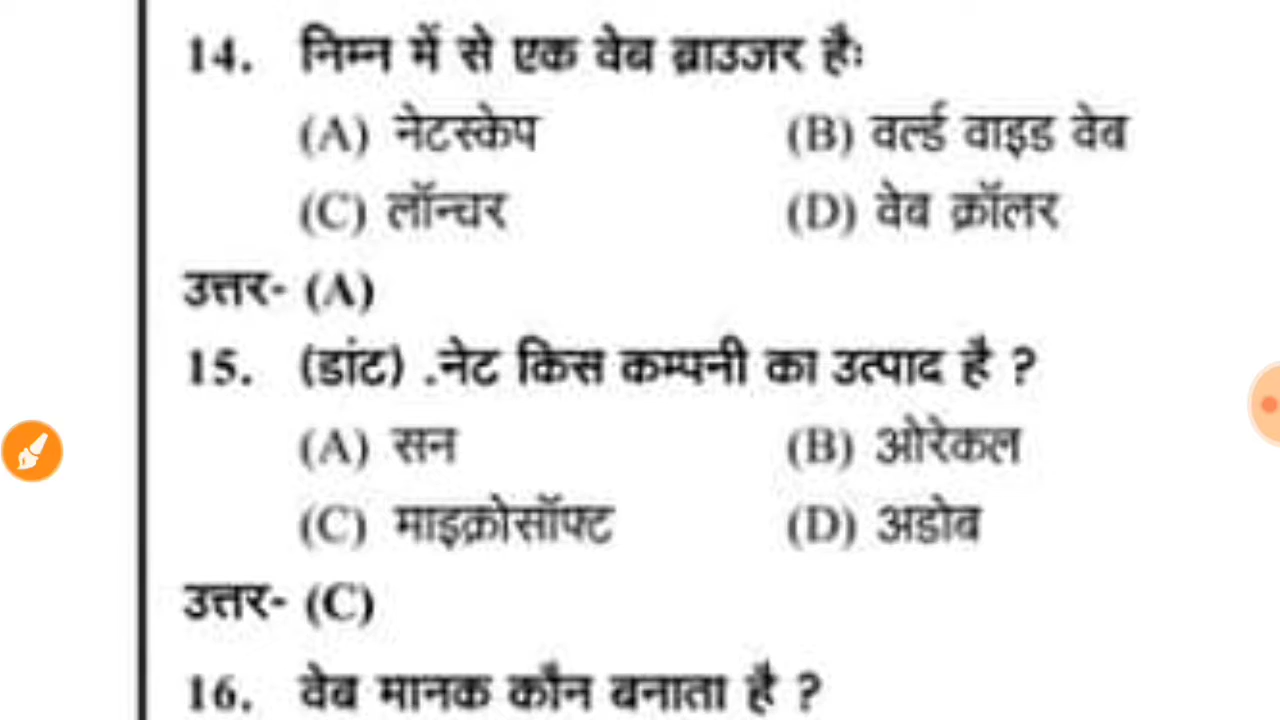 14. निम्न में से एक वेब ब्राउजर हैः
(A) नेटस्केप (B) वर्ल्ड वाइड वेब
(C) लॉन्चर (D) वेब क्रॉलर
उत्तर- (A)
15. (डांट) .नेट किस कम्पनी का उत्पाद है ?
(A) सन (B) ओरेकल
(C) माइक्रोसॉफ्ट (D) अडोब
उत्तर- (C)
16. वेब मानक कौन बनाता है ?